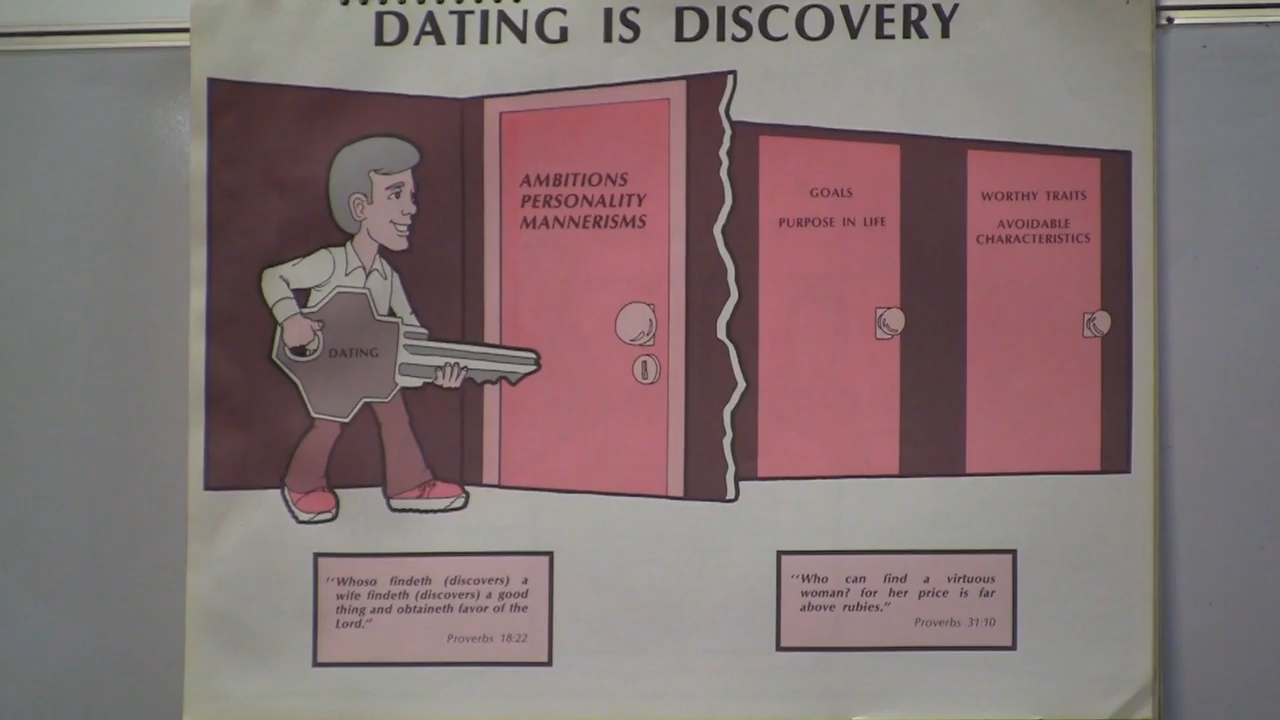 DATING IS DISCOVERY
AMBITIONS
PERSONALITY
MANNERISMS
GOALS
PURPOSE IN LIFE
WORTHY TRAITS
AVOIDABLE
CHARACTERISTICS
DATING
“Whoso findeth (discovers) a
wife findeth (discovers) a good
thing and obtaineth favor of the
Lord.”
Proverbs 18:22
“Who can find a virtuous
woman? for her price is far
above rubies.”
Proverbs 31:10